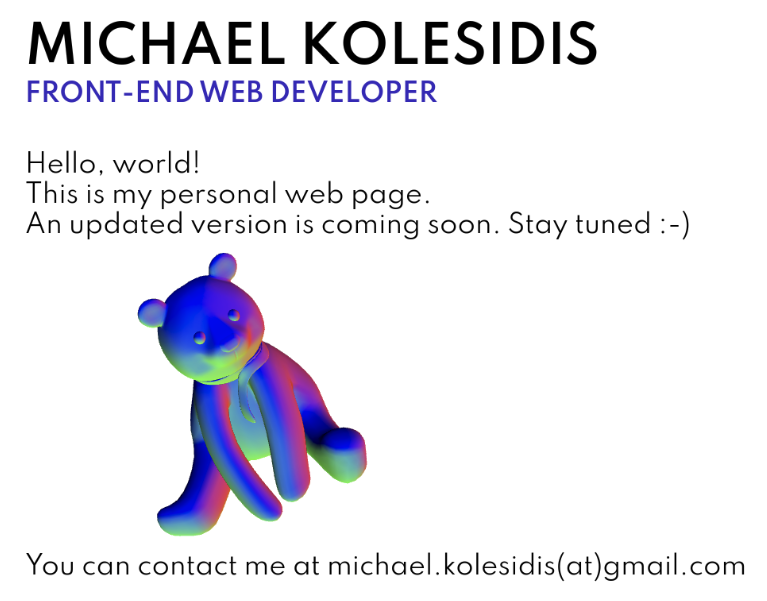 MICHAEL KOLESIDIS
FRONT-END WEB DEVELOPER
Hello, world!
This is my personal web page.
An updated version is coming soon. Stay tuned :-)
You can contact me at michael.kolesidis(at)gmail.com